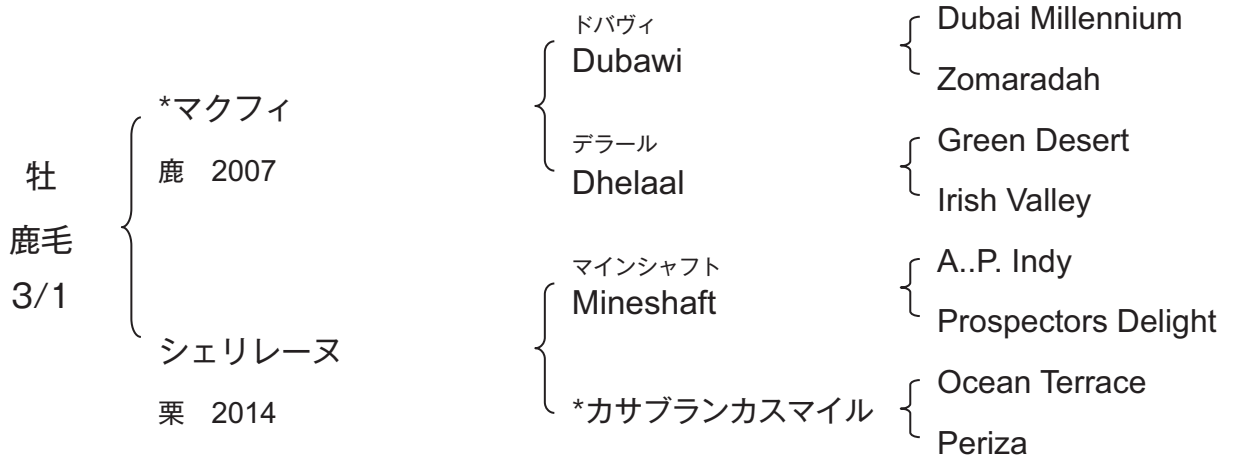 牡
鹿毛
3/1
*マクフィ
鹿 2007
シェリレーヌ
栗 2014
ドバヴィ
Dubawi
デラール
Dhelaal
マインシャフト
Mineshaft
*カサブランカスマイル
Dubai Millennium
Zomaradah
Green Desert
Irish Valley
A..P. Indy
Prospectors Delight
Ocean Terrace
Periza